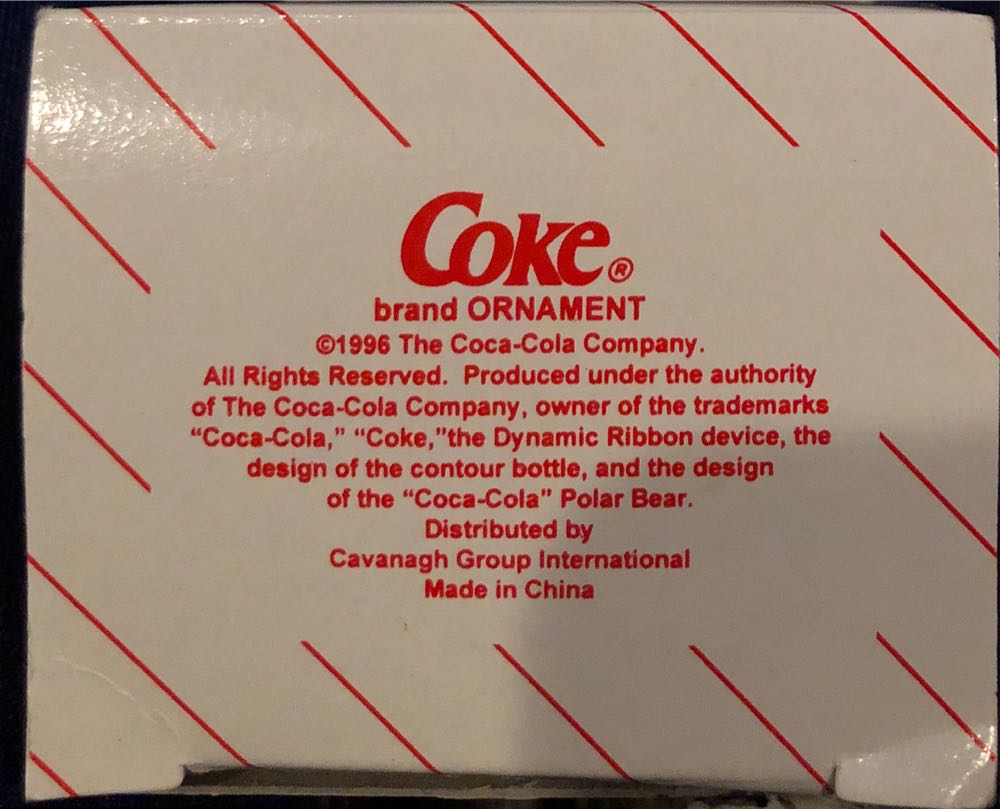 Coke®
brand ORNAMENT
©1996 The Coca-Cola Company.
All Rights Reserved. Produced under the authority
of The Coca-Cola Company, owner of the trademarks
“Coca-Cola,” “Coke,”the Dynamic Ribbon device, the
design of the contour bottle, and the design
of the “Coca-Cola” Polar Bear.
Distributed by
Cavanagh Group International
Made in China